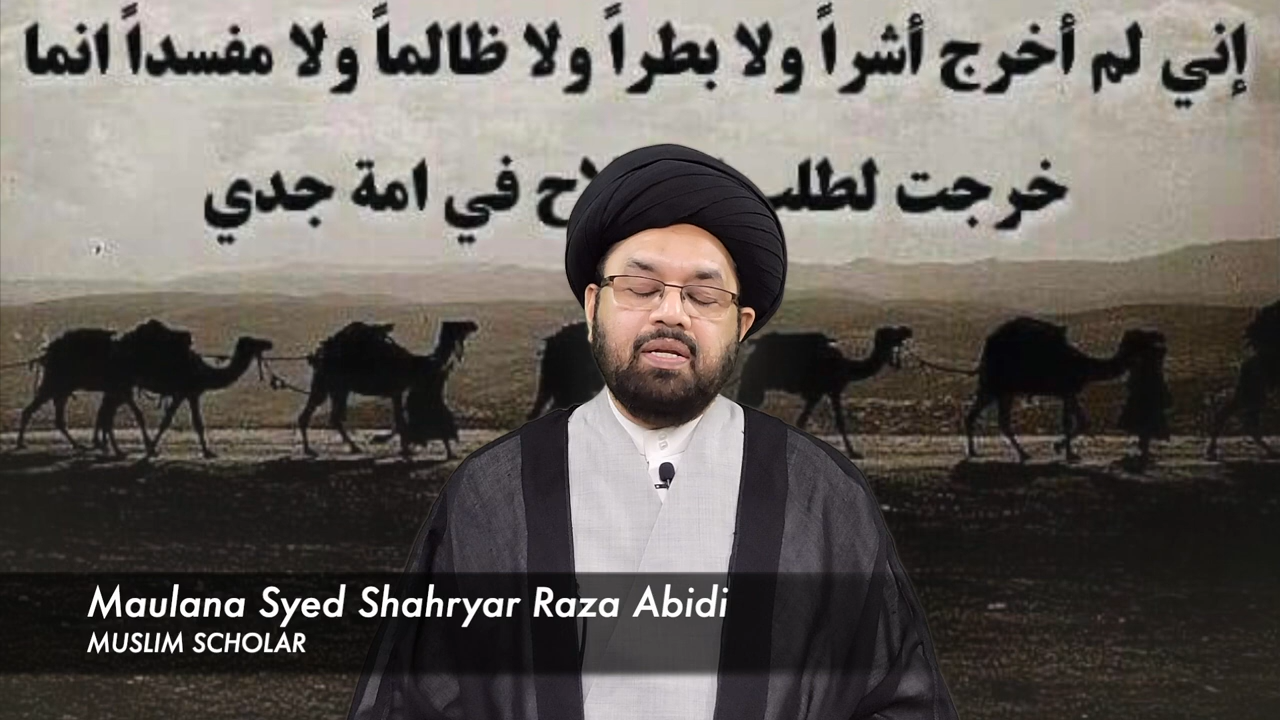 إني لم أخرج أشراً ولا بطراً ولا ظالماً ولا مفسداً انما
خرجت لطلب في امة جدي
Maulana Syed Shahryar Raza Abidi
MUSLIM SCHOLAR